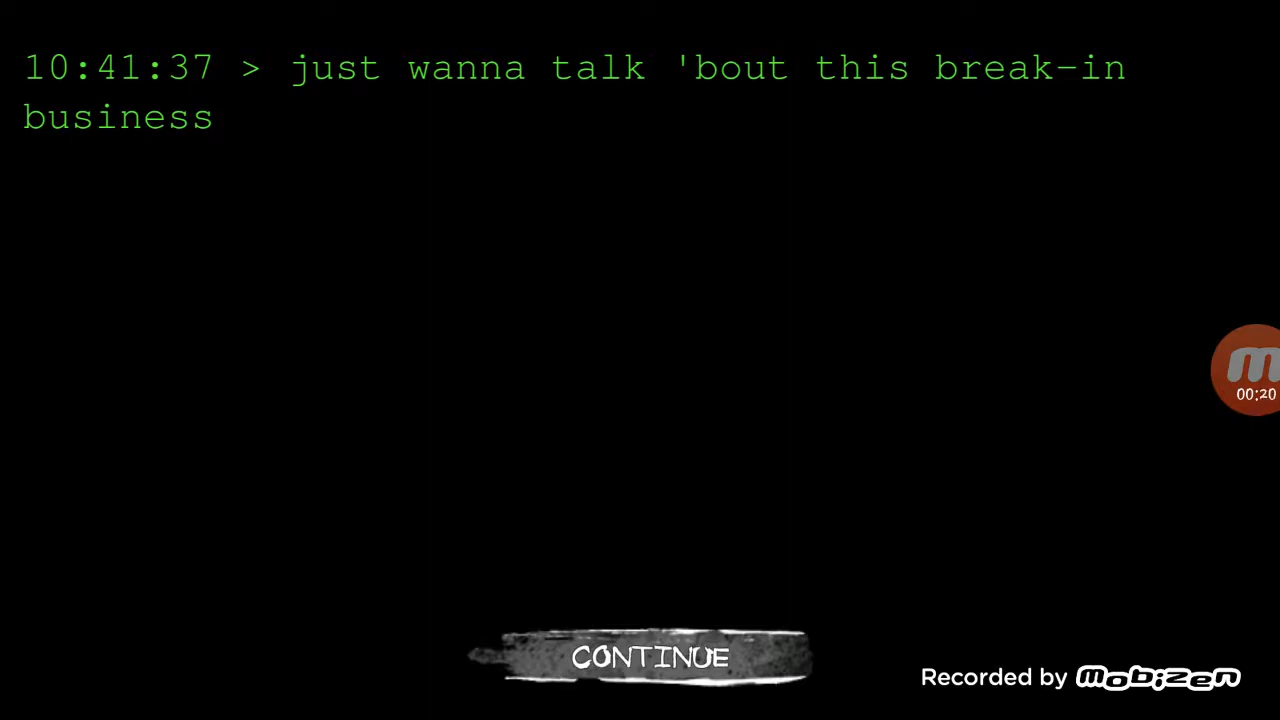 10:41:37 > just wanna talk 'bout this break-in
business
00:20
CONTINUE
Recorded by mobizen